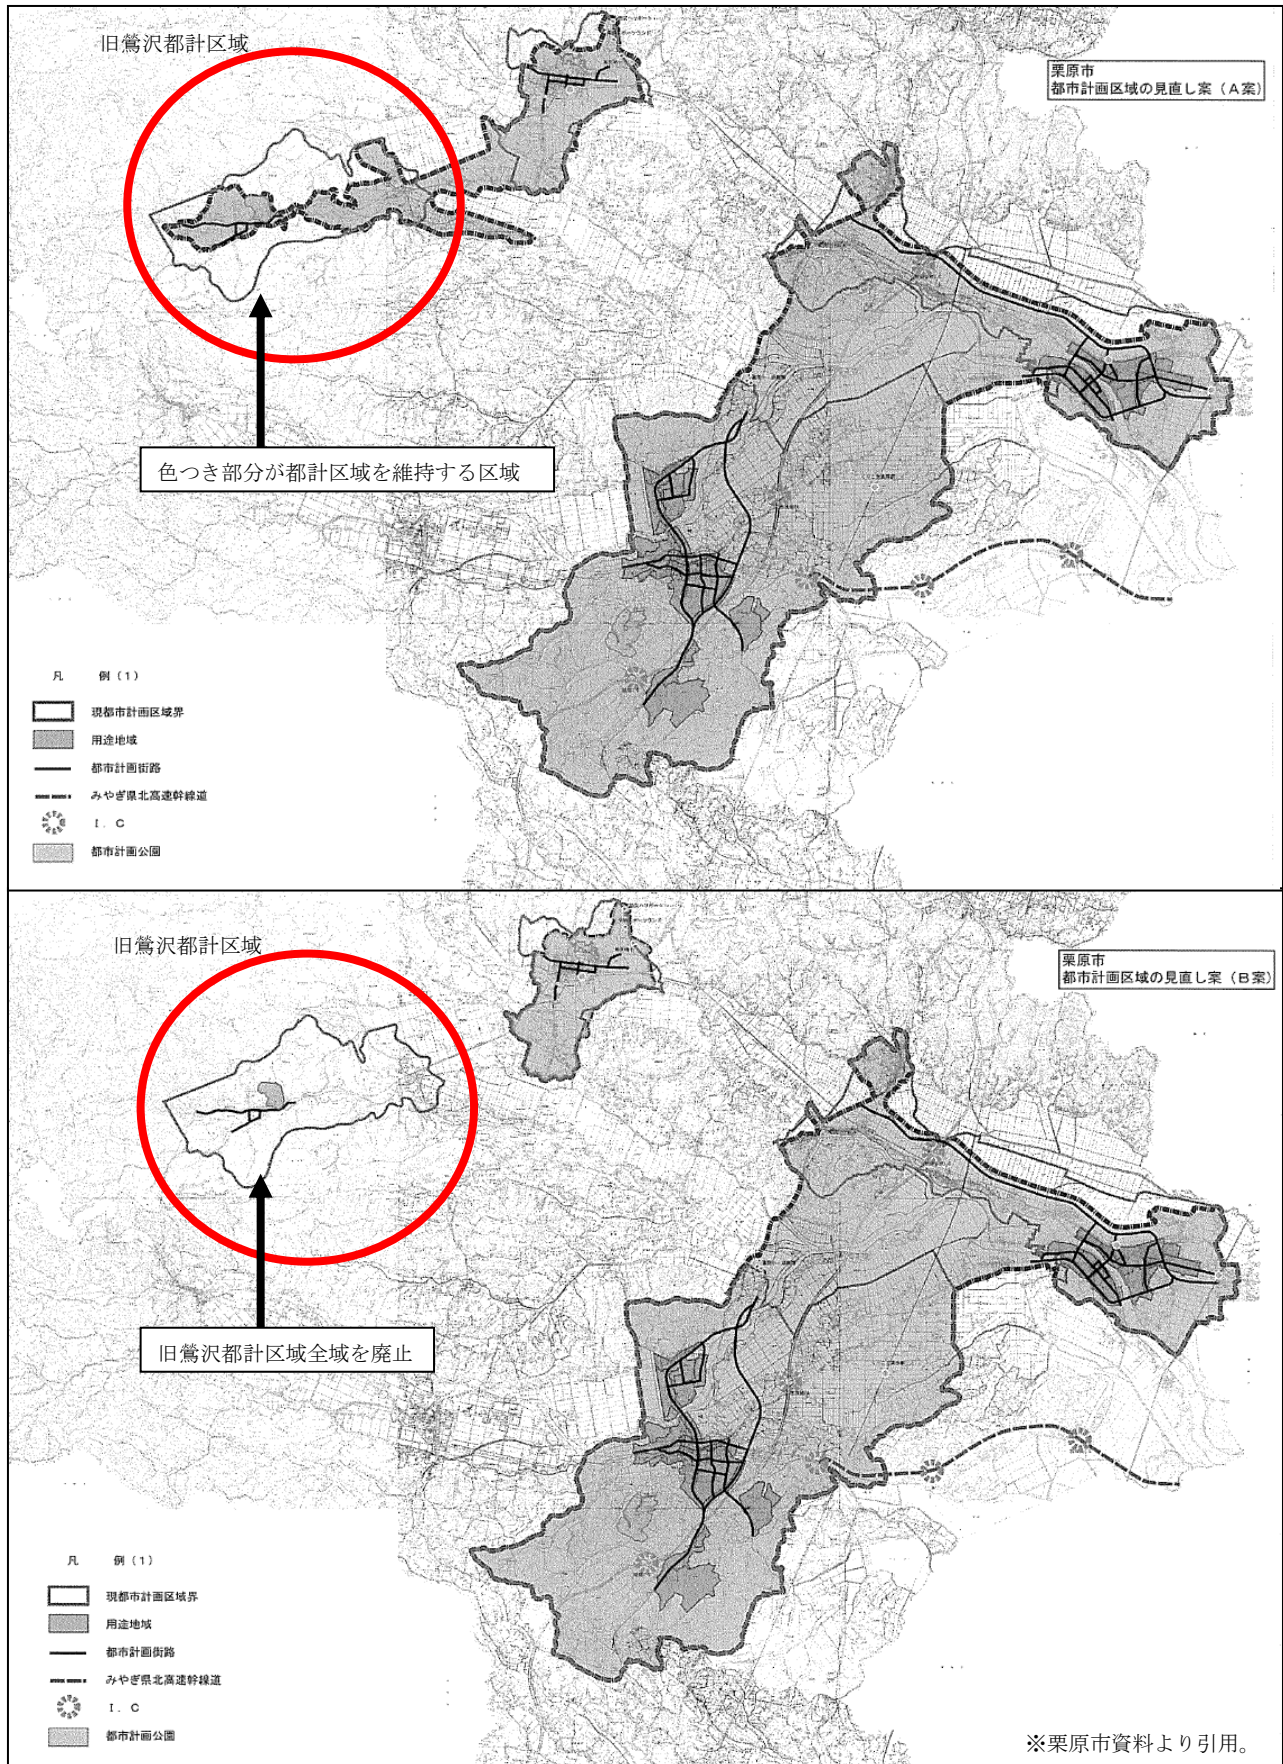 旧鶯沢都計区域
栗原市
都市計画区域の見直し案（A案）
色つき部分が都計区域を維持する区域
凡　例（1）
現都市計画区域界
用途地域
都市計画街路
みやぎ県北高速幹線道
I．C
都市計画公園
旧鶯沢都計区域
栗原市
都市計画区域の見直し案（B案）
旧鶯沢都計区域全域を廃止
凡　例（1）
現都市計画区域界
用途地域
都市計画街路
みやぎ県北高速幹線道
I．C
都市計画公園
※栗原市資料より引用。